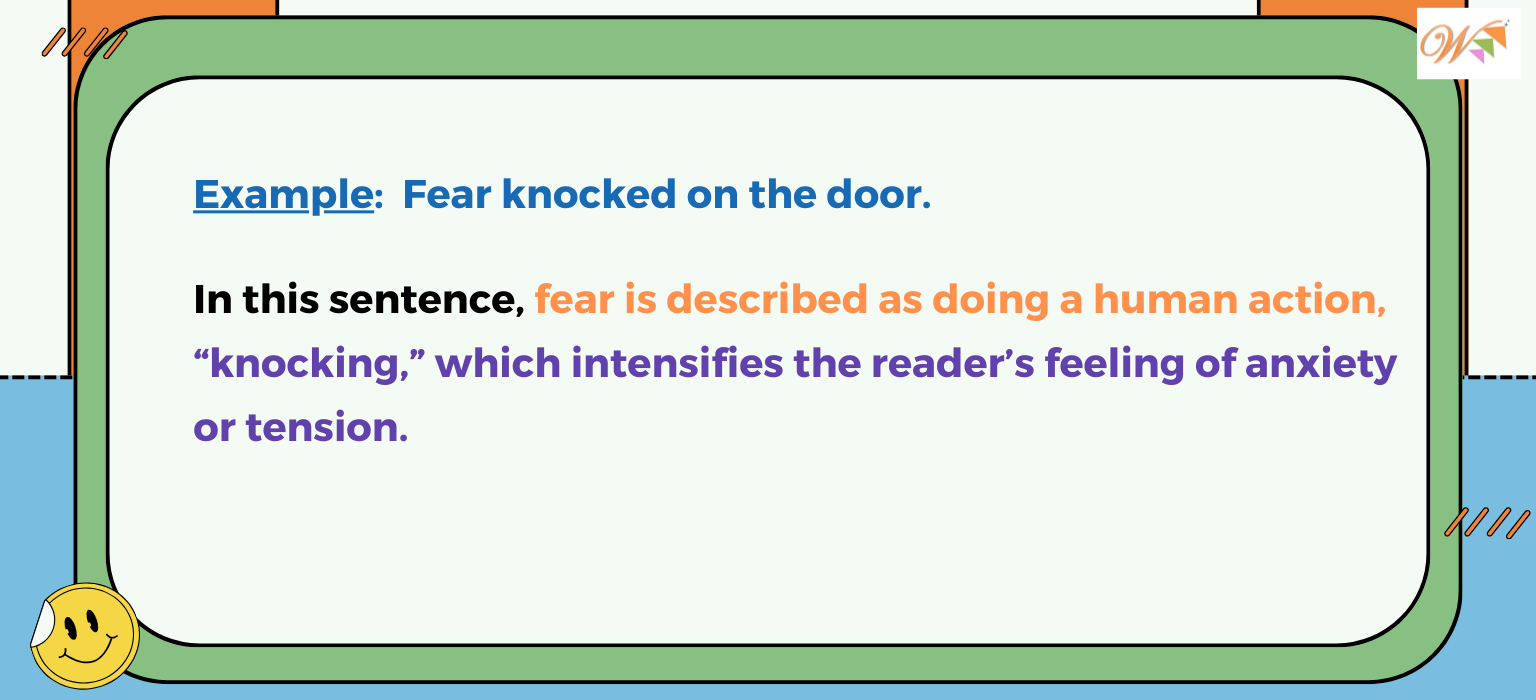 Example:  Fear knocked on the door.
In this sentence, fear is described as doing a human action,
“knocking,” which intensifies the reader’s feeling of anxiety
or tension.
W